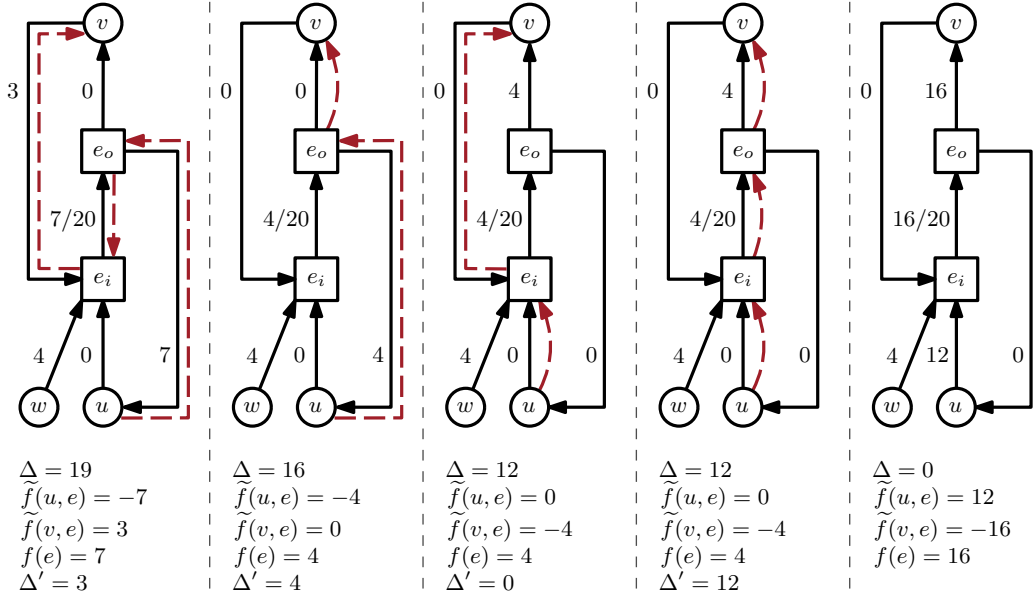 v
3
0
e_o
7/20
e_i
4
0
7
w
u
Δ = 19
f̃(u, e) = −7
f̃(v, e) = 3
f(e) = 7
Δ′ = 3
v
0
0
e_o
4/20
e_i
4
0
4
w
u
Δ = 16
f̃(u, e) = −4
f̃(v, e) = 0
f(e) = 4
Δ′ = 4
v
0
4
e_o
4/20
e_i
4
0
0
w
u
Δ = 12
f̃(u, e) = 0
f̃(v, e) = −4
f(e) = 4
Δ′ = 0
v
0
4
e_o
4/20
e_i
4
0
0
w
u
Δ = 12
f̃(u, e) = 0
f̃(v, e) = −4
f(e) = 4
Δ′ = 12
v
0
16
e_o
16/20
e_i
4
12
0
w
u
Δ = 0
f̃(u, e) = 12
f̃(v, e) = −16
f(e) = 16